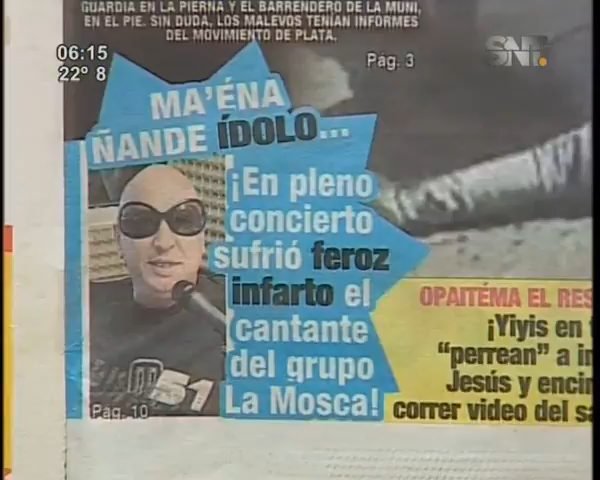 GUARDIA EN LA PIERNA Y EL BARRENDERO DE LA MUNI,
EN EL PIE. SIN DUDA, LOS MALEVOS TENÍAN INFORMES
DEL MOVIMIENTO DE PLATA.
06:15
22° 8
SNT.
Pág. 3
MA'ÉNA
ÑANDE ÍDOLO...
¡En pleno
concierto
sufrió feroz
infarto el
cantante
del grupo
La Mosca!
51
Pág. 10
OPAITÉMA EL RES
¡Yiyis en
"perrean" a
Jesús y
correr video del